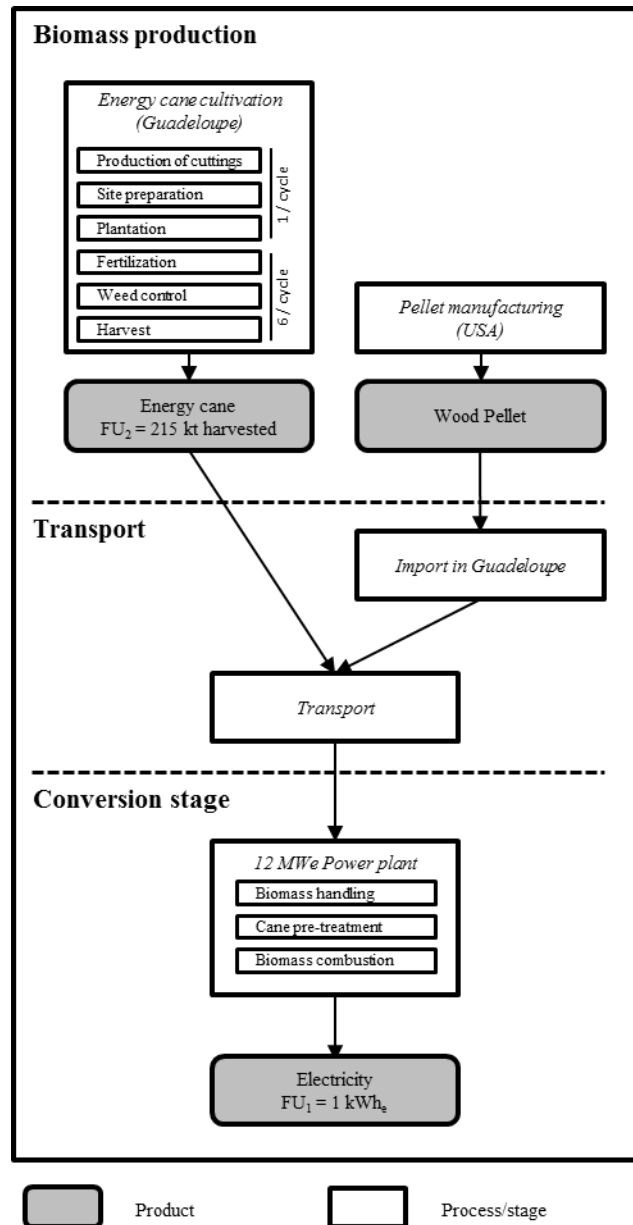 Biomass production
Energy cane cultivation
(Guadeloupe)
Production of cuttings
Site preparation
Plantation
1 / cycle
Fertilization
Weed control
Harvest
6 / cycle
Pellet manufacturing
(USA)
Energy cane
FU₂ = 215 kt harvested
Wood Pellet
Transport
Import in Guadeloupe
Transport
Conversion stage
12 MWe Power plant
Biomass handling
Cane pre-treatment
Biomass combustion
Electricity
FU₁ = 1 kWhₑ
Product
Process/stage